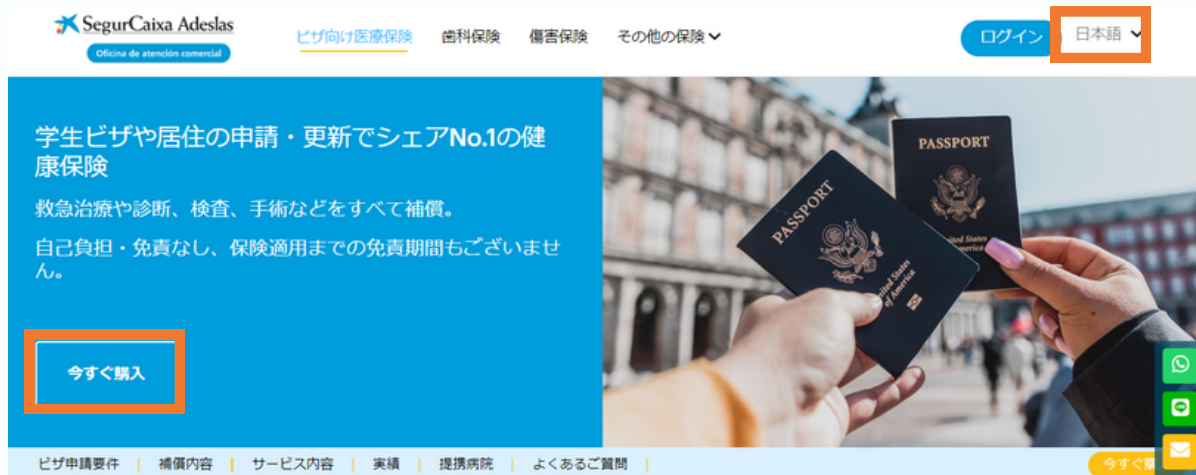 SegurCaixa Adeslas
Oficina de atención comercial
ビザ向け医療保険 歯科保険 傷害保険 その他の保険
ログイン
日本語
学生ビザや居住の申請・更新でシェアNo.1の健
康保険
救急治療や診断、検査、手術などをすべて補償。
自己負担・免責なし、保険適用までの免責期間もございませ
ん。
今すぐ購入
PASSPORT
United States
of America
PASSPORT
United States
of America
ビザ申請要件 | 補償内容 | サービス内容 | 実績 | 提携病院 | よくあるご質問 |
今すぐ